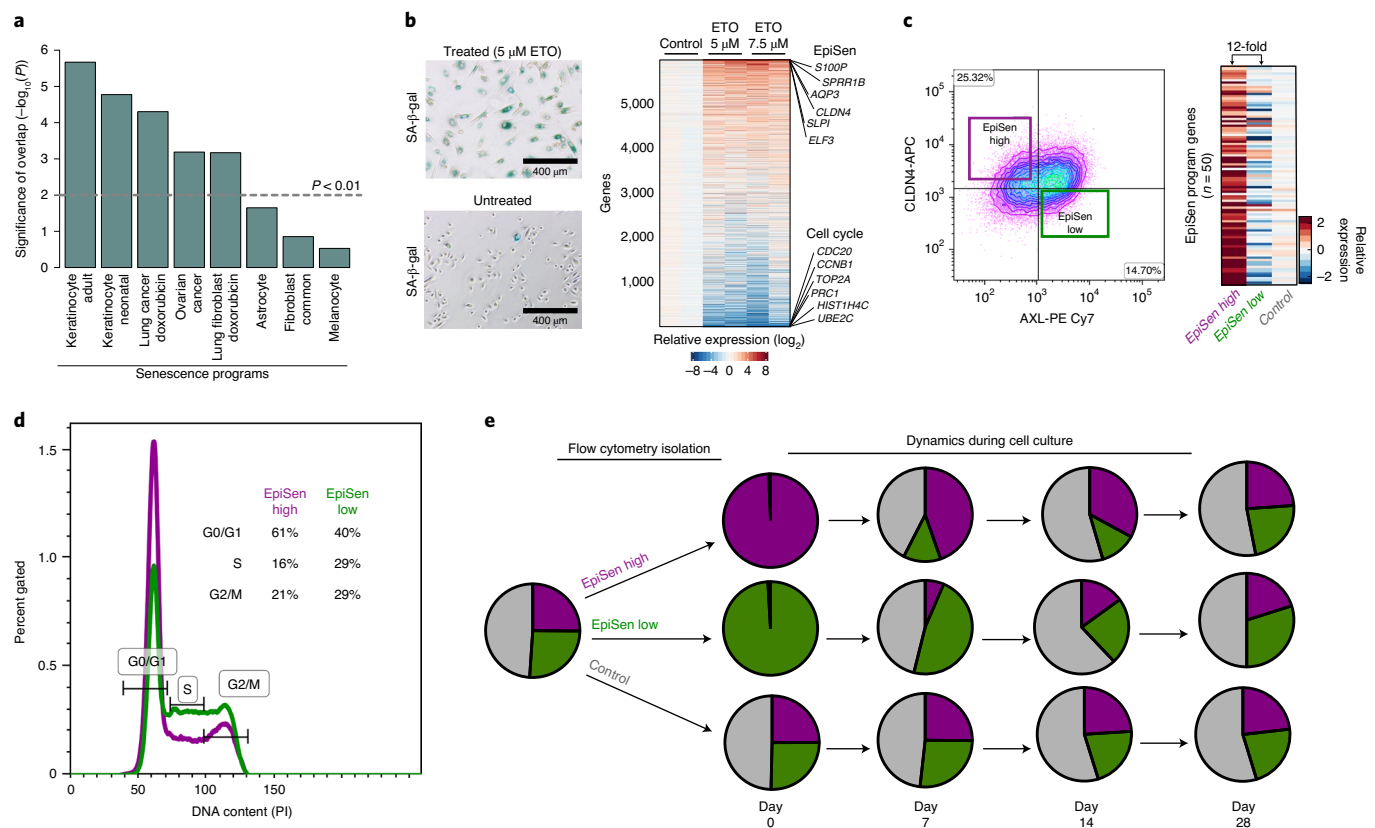 a
Significance of overlap (–log10(P))
6
5
4
3
2
1
0
P < 0.01
Keratinocyte adult
Keratinocyte neonatal
Lung cancer doxorubicin
Ovarian cancer
Lung fibroblast doxorubicin
Astrocyte
Fibroblast common
Melanocyte
Senescence programs
b
Treated (5 μM ETO)
SA-β-gal
400 μm
Untreated
SA-β-gal
400 μm
Control
ETO 5 μM
ETO 7.5 μM
Genes
5,000
4,000
3,000
2,000
1,000
EpiSen
S100P
SPRR1B
AQP3
CLDN4
SLPI
ELF3
Cell cycle
CDC20
CCNB1
TOP2A
PRC1
HIST1H4C
UBE2C
Relative expression (log2)
–8 –4 0 4 8
c
CLDN4-APC
10^5
10^4
10^3
10^2
25.32%
EpiSen high
EpiSen low
14.70%
10^2 10^3 10^4 10^5
AXL-PE Cy7
12-fold
EpiSen program genes
(n = 50)
EpiSen high
EpiSen low
Control
2
0
–2
Relative expression
d
Percent gated
1.5
1.0
0.5
0
EpiSen high EpiSen low
G0/G1 61% 40%
S 16% 29%
G2/M 21% 29%
G0/G1
S
G2/M
0 50 100 150
DNA content (PI)
e
Flow cytometry isolation
Dynamics during cell culture
EpiSen high
EpiSen low
Control
Day 0
Day 7
Day 14
Day 28